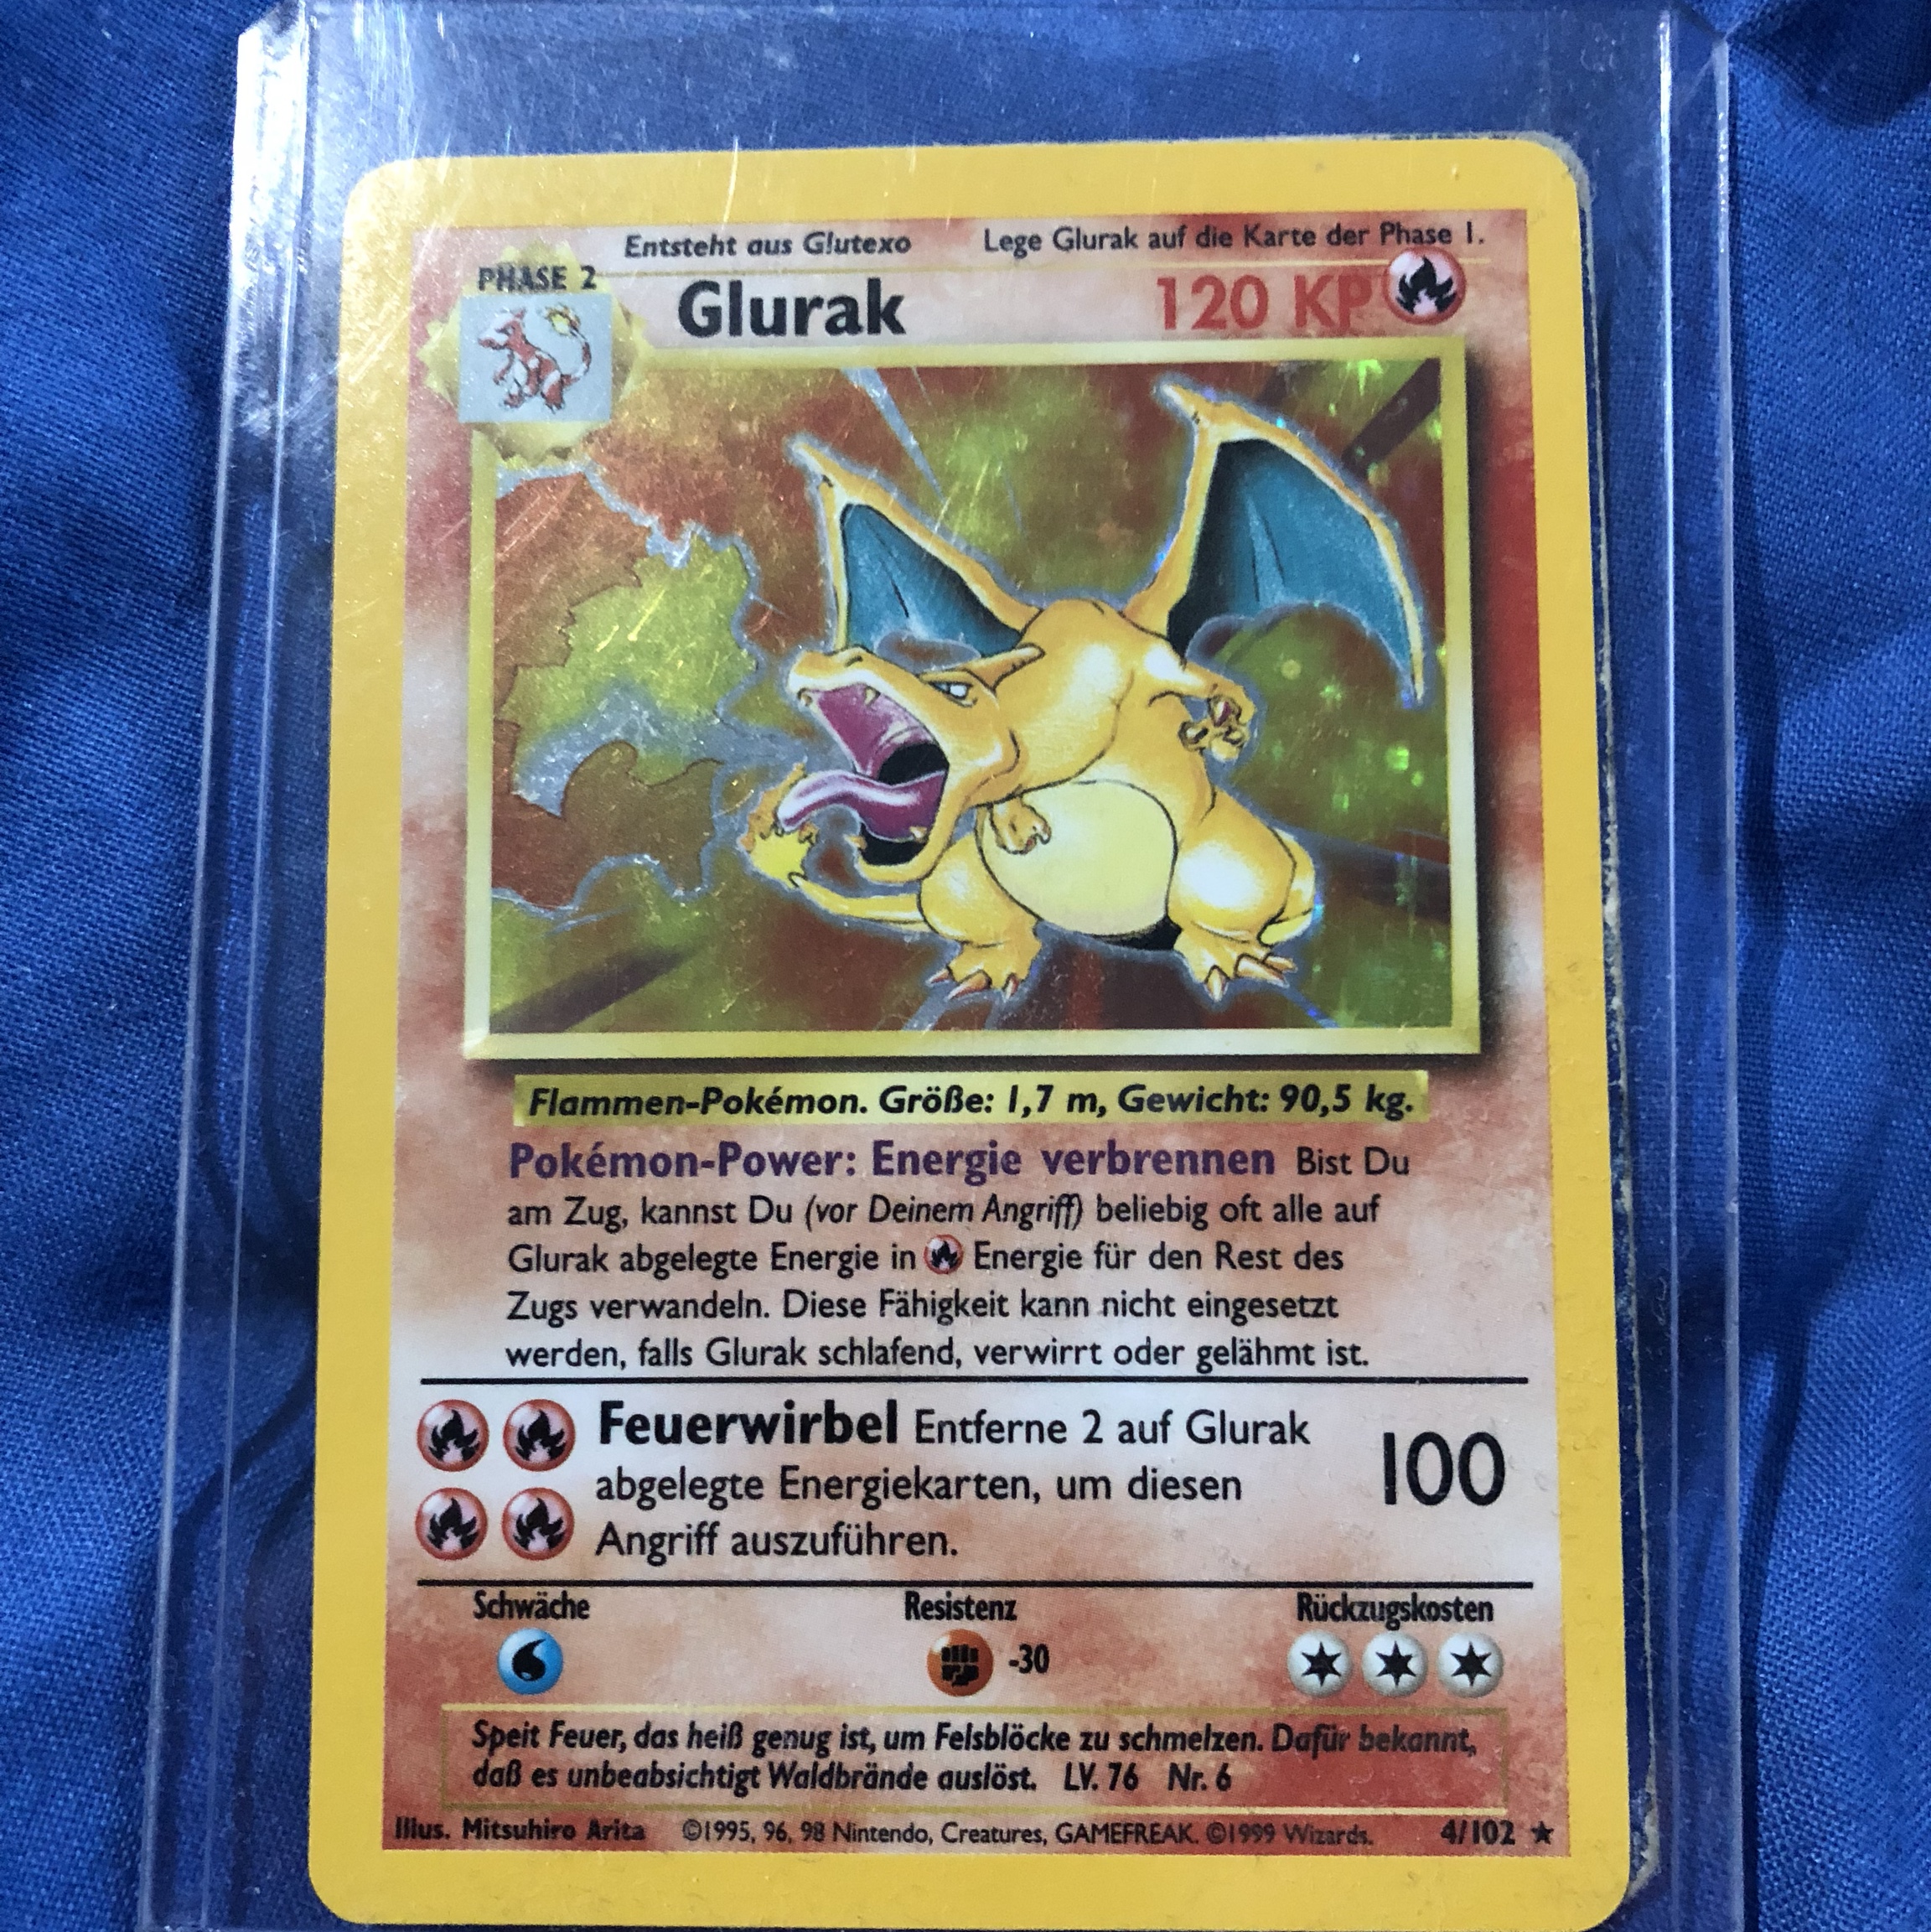 Entsteht aus Glutexo Lege Glurak auf die Karte der Phase 1.
PHASE 2
Glurak 120 KP
Flammen-Pokémon. Größe: 1,7 m, Gewicht: 90,5 kg.
Pokémon-Power: Energie verbrennen Bist Du
am Zug, kannst Du (vor Deinem Angriff) beliebig oft alle auf
Glurak abgelegte Energie in Energie für den Rest des
Zugs verwandeln. Diese Fähigkeit kann nicht eingesetzt
werden, falls Glurak schlafend, verwirrt oder gelähmt ist.
Feuerwirbel Entferne 2 auf Glurak
abgelegte Energiekarten, um diesen
Angriff auszuführen.
100
Schwäche Resistenz Rückzugskosten
-30
Speit Feuer, das heiß genug ist, um Felsblöcke zu schmelzen. Dafür bekannt,
daß es unbeabsichtigt Waldbrände auslöst. LV. 76 Nr. 6
Illus. Mitsuhiro Arita ©1995, 96, 98 Nintendo, Creatures, GAMEFREAK. ©1999 Wizards. 4/102 ★